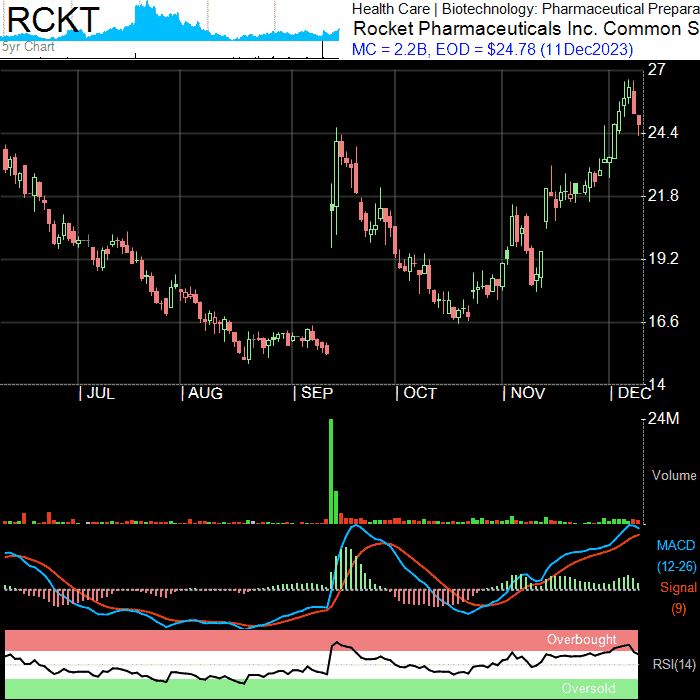 RCKT
5yr Chart
Health Care | Biotechnology: Pharmaceutical Prepara
Rocket Pharmaceuticals Inc. Common S
MC = 2.2B, EOD = $24.78 (11Dec2023)
27
24.4
21.8
19.2
16.6
14
| JUL | AUG | SEP | OCT | NOV | DEC
24M
Volume
MACD
(12-26)
Signal
(9)
Overbought
RSI(14)
Oversold